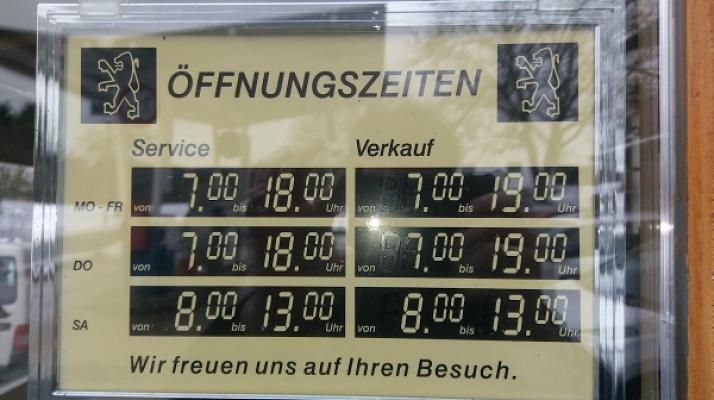 ÖFFNUNGSZEITEN
Service Verkauf
MO - FR von 7.00 bis 18.00 Uhr von 7.00 bis 19.00 Uhr
DO von 7.00 bis 18.00 Uhr von 7.00 bis 19.00 Uhr
SA von 8.00 bis 13.00 Uhr von 8.00 bis 13.00 Uhr
Wir freuen uns auf Ihren Besuch.